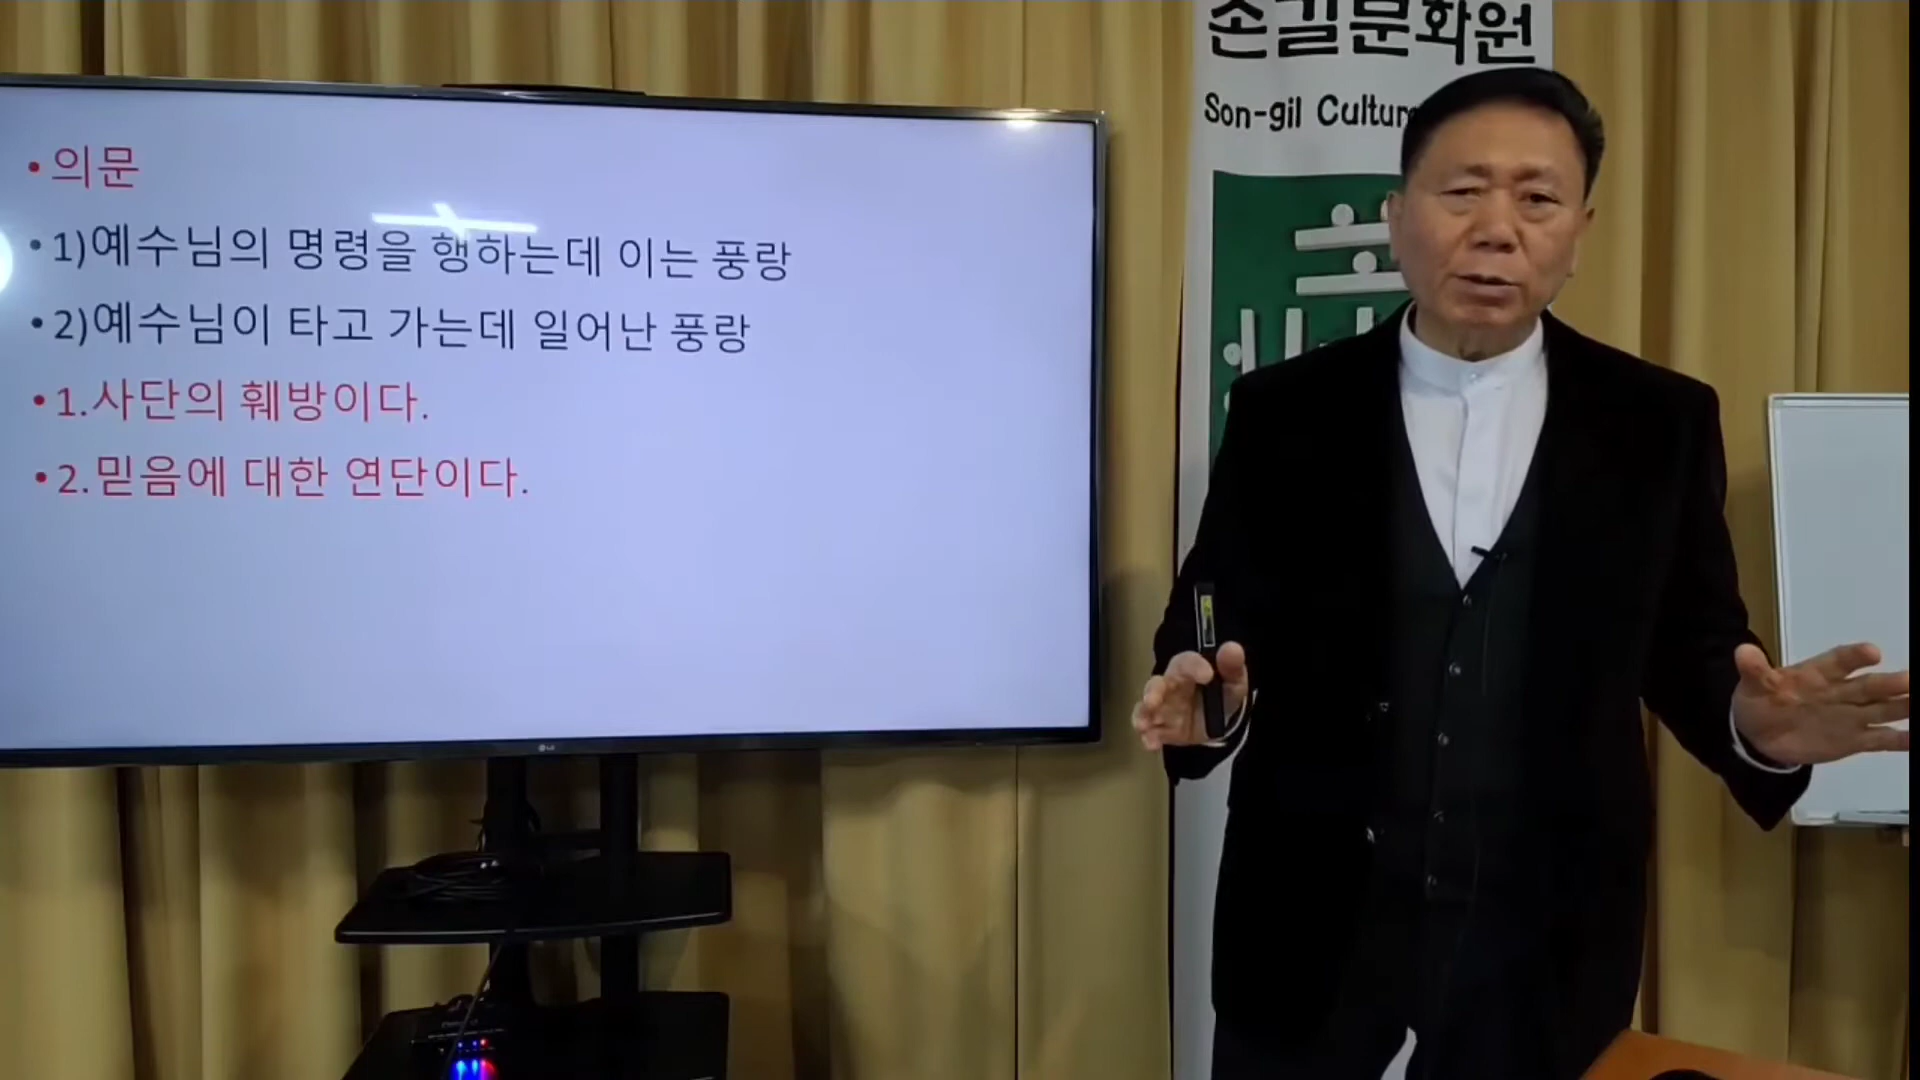 • 의문
• 1)예수님의 명령을 행하는데 이는 풍랑
• 2)예수님이 타고 가는데 일어난 풍랑
• 1.사단의 훼방이다.
• 2.믿음에 대한 연단이다.
손길문화원
Son-gil
LG